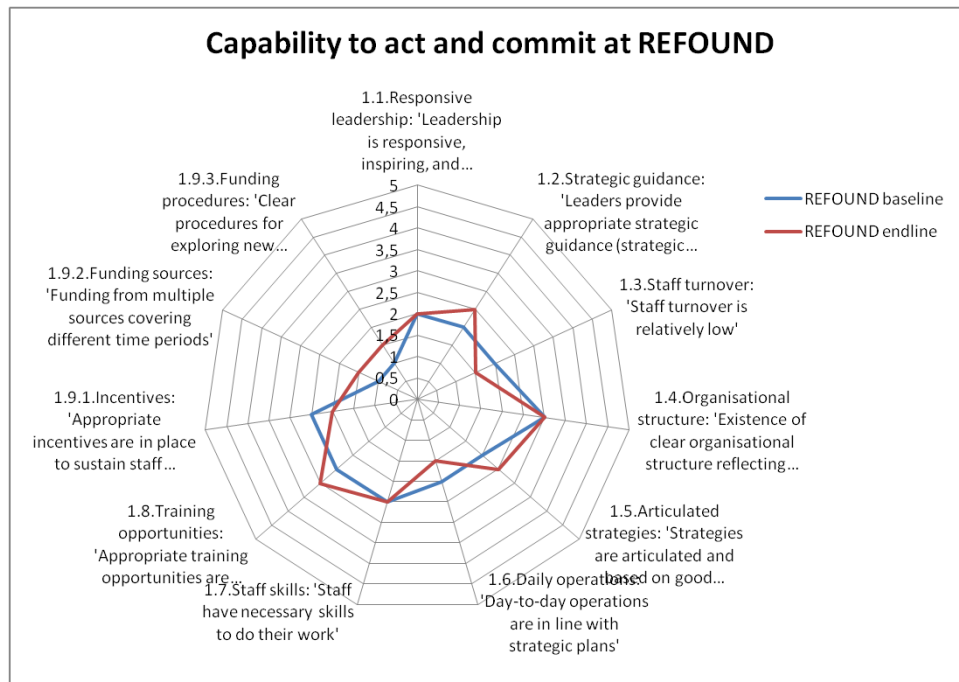 Capability to act and commit at REFOUND
1.1.Responsive
leadership: 'Leadership
is responsive,
inspiring, and...
1.2.Strategic guidance:
'Leaders provide
appropriate strategic
guidance (strategic...
1.3.Staff turnover:
'Staff turnover is
relatively low'
1.4.Organisational
structure: 'Existence of
clear organisational
structure reflecting...
1.5.Articulated
strategies: 'Strategies
are articulated and
based on good...
1.6.Daily operations:
'Day-to-day operations
are in line with
strategic plans'
1.7.Staff skills: 'Staff
have necessary skills
to do their work'
1.8.Training
opportunities:
'Appropriate training
opportunities are...
1.9.1.Incentives:
'Appropriate
incentives are in place
to sustain staff...
1.9.2.Funding sources:
'Funding from multiple
sources covering
different time periods'
1.9.3.Funding
procedures: 'Clear
procedures for
exploring new...
5
4,5
4
3,5
3
2,5
2
1,5
1
0,5
0
REFOUND baseline
REFOUND endline